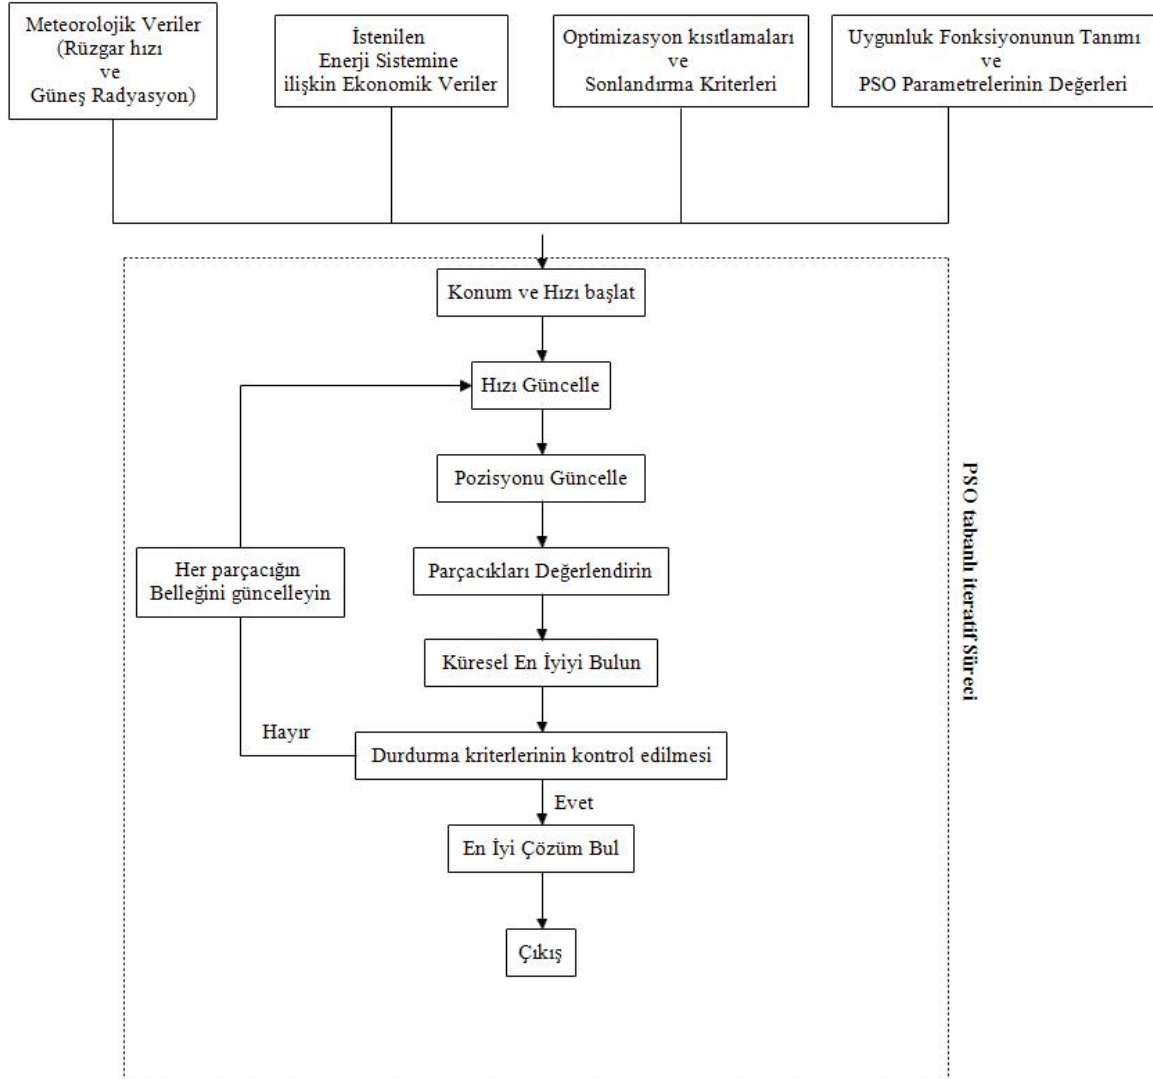 Meteorolojik Veriler
(Rüzgar hızı
ve
Güneş Radyasyon)
İstenilen
Enerji Sistemine
ilişkin Ekonomik Veriler
Optimizasyon kısıtlamaları
ve
Sonlandırma Kriterleri
Uygunluk Fonksiyonunun Tanımı
ve
PSO Parametrelerinin Değerleri
Konum ve Hızı başlat
Hızı Güncelle
Pozisyonu Güncelle
Her parçacığın
Belleğini güncelleyin
Parçacıkları Değerlendirin
Küresel En İyiyi Bulun
Hayır
Durdurma kriterlerinin kontrol edilmesi
Evet
En İyi Çözüm Bul
Çıkış
PSO tabanlı iteratif Süreci